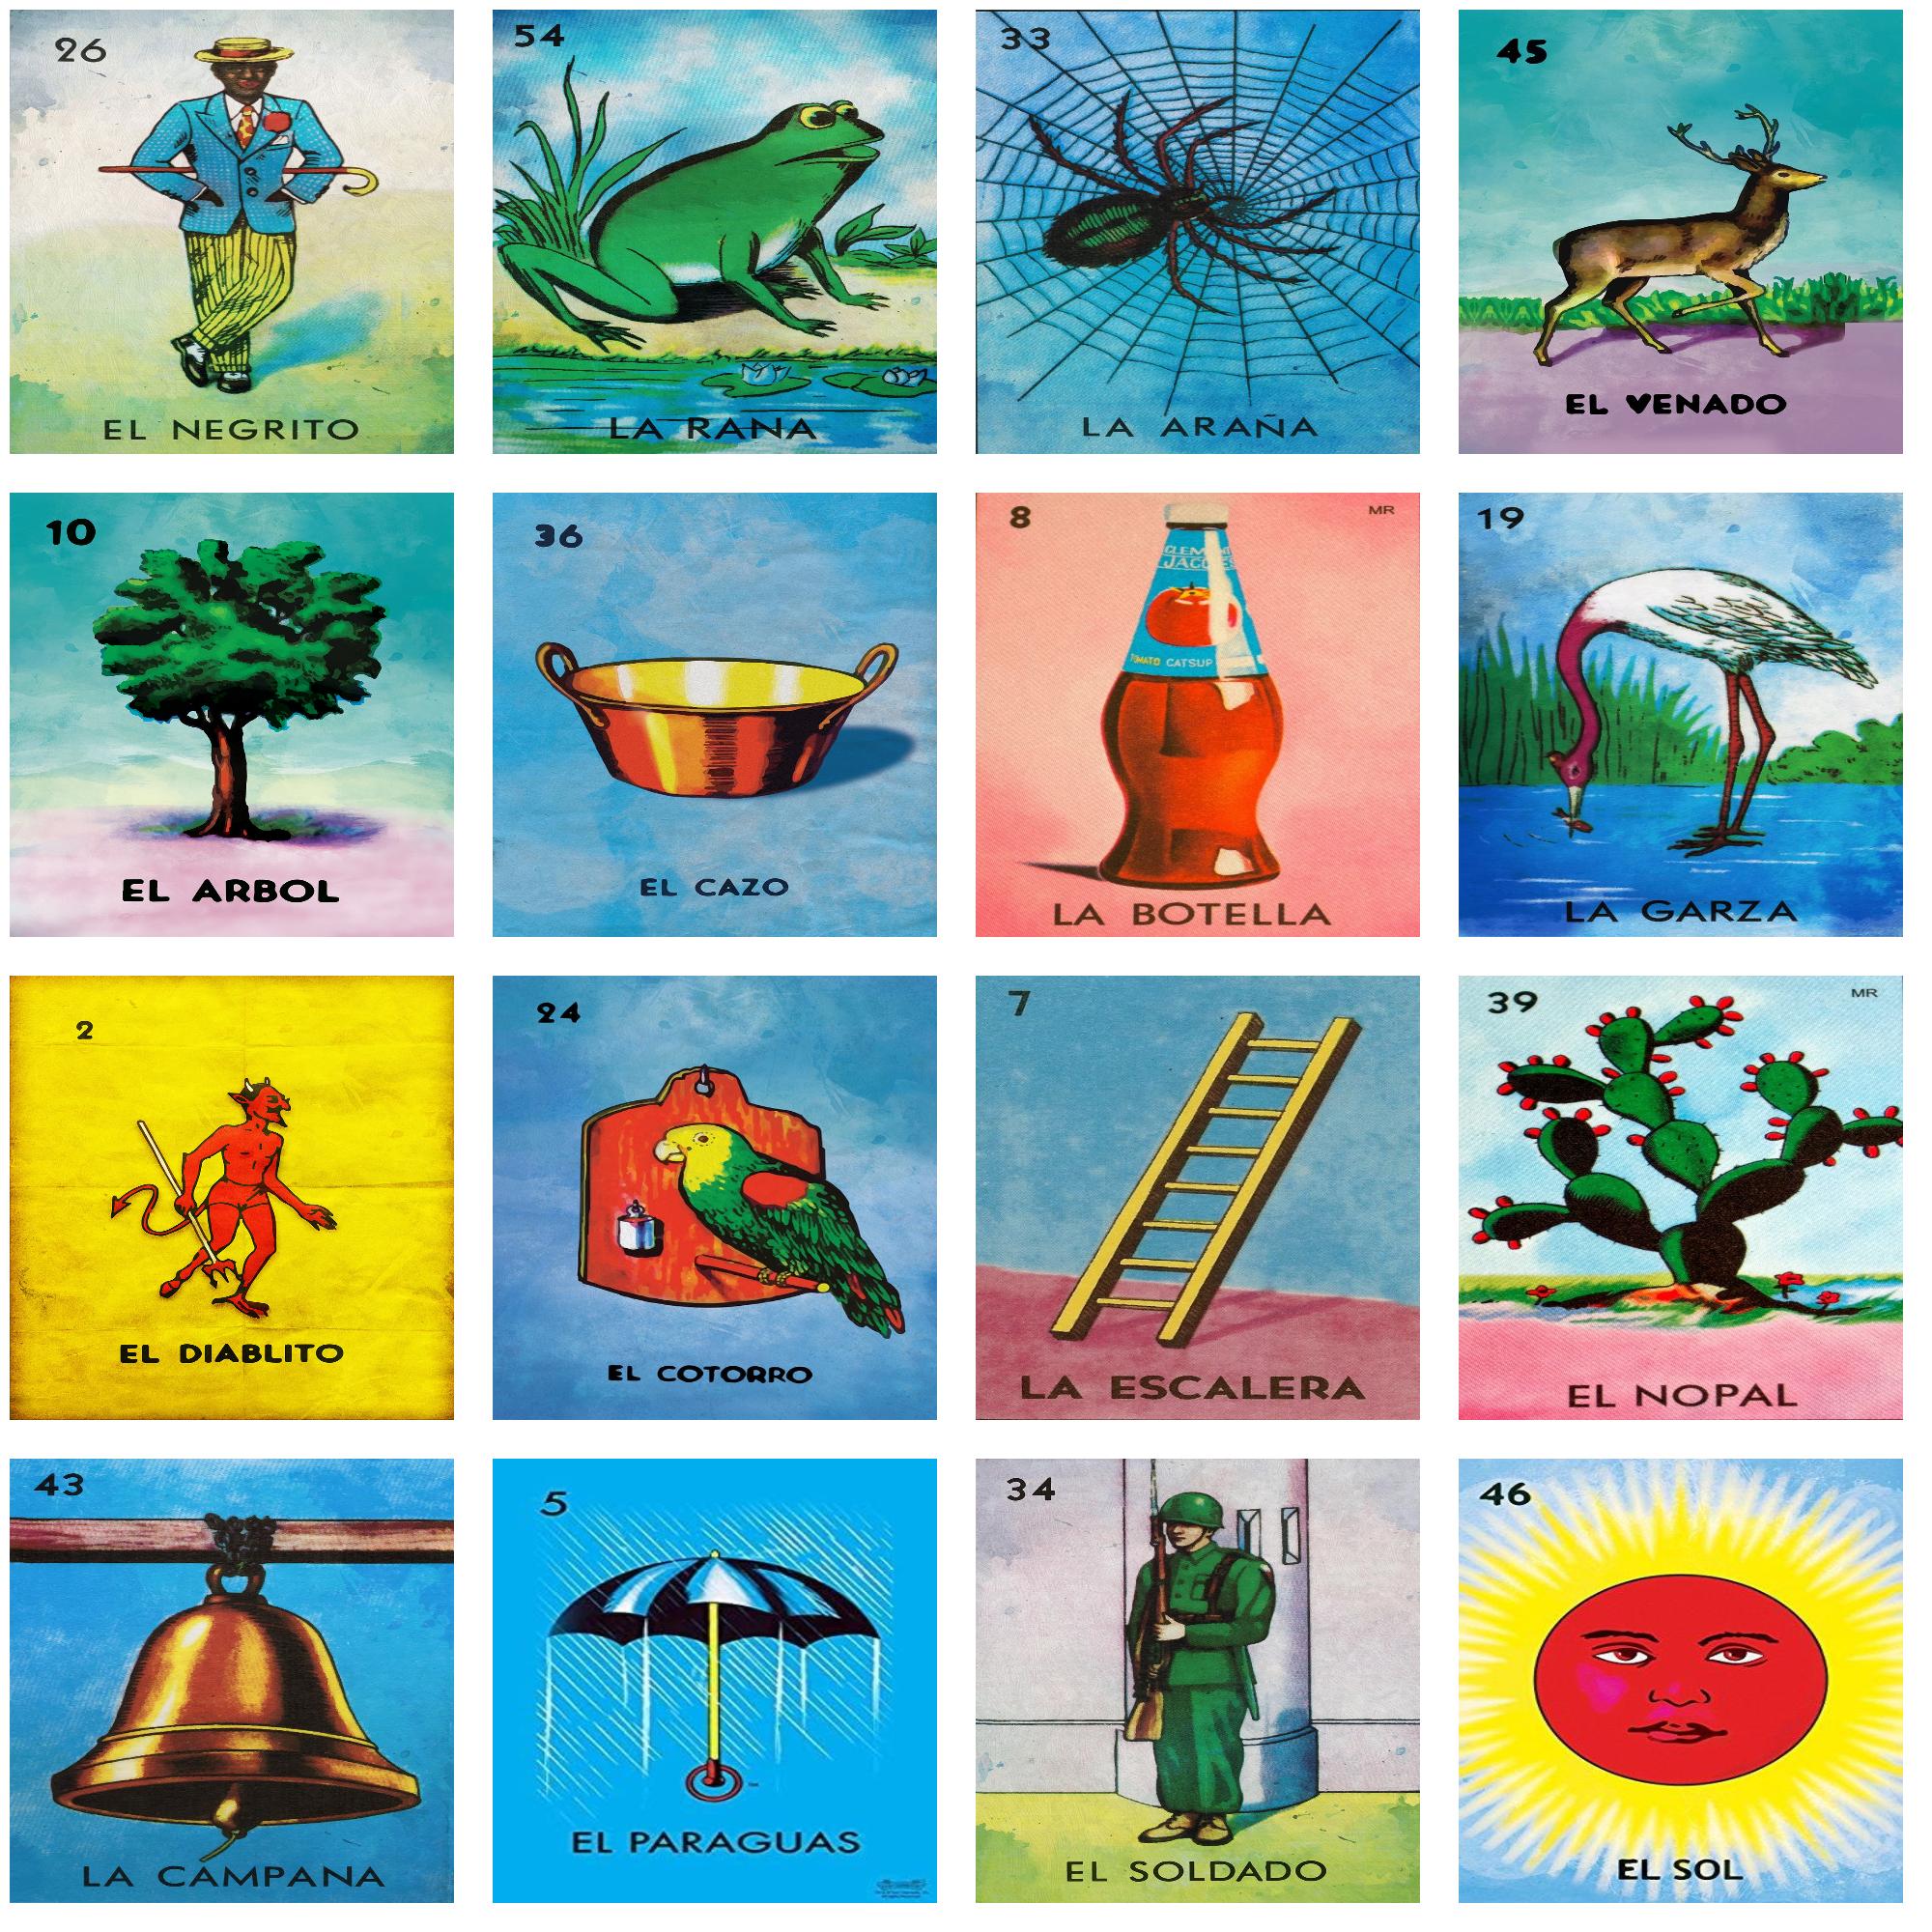 26
EL NEGRITO
54
LA RANA
33
LA ARAÑA
45
EL VENADO
10
EL ARBOL
36
EL CAZO
8
MR
CLEMENT
JACQUES
TOMATO CATSUP
LA BOTELLA
19
LA GARZA
2
EL DIABLITO
24
EL COTORRO
7
LA ESCALERA
39
MR
EL NOPAL
43
LA CAMPANA
5
EL PARAGUAS
34
EL SOLDADO
46
EL SOL